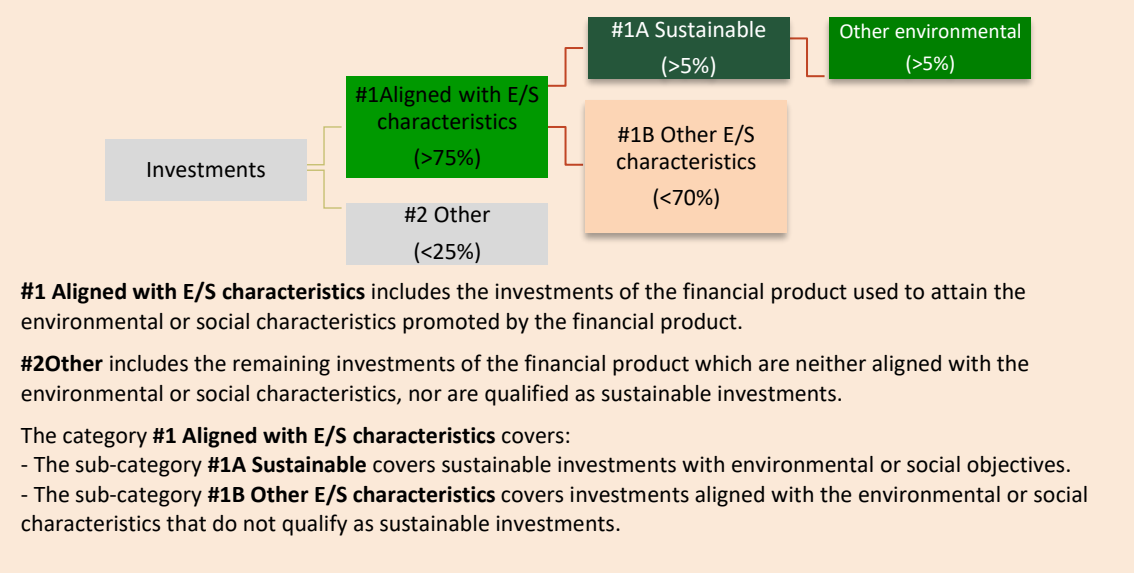 #1A Sustainable
(>5%)
Other environmental
(>5%)
#1Aligned with E/S
characteristics
(>75%)
#1B Other E/S
characteristics
(<70%)
Investments
#2 Other
(<25%)
#1 Aligned with E/S characteristics includes the investments of the financial product used to attain the
environmental or social characteristics promoted by the financial product.
#2Other includes the remaining investments of the financial product which are neither aligned with the
environmental or social characteristics, nor are qualified as sustainable investments.
The category #1 Aligned with E/S characteristics covers:
- The sub-category #1A Sustainable covers sustainable investments with environmental or social objectives.
- The sub-category #1B Other E/S characteristics covers investments aligned with the environmental or social
characteristics that do not qualify as sustainable investments.